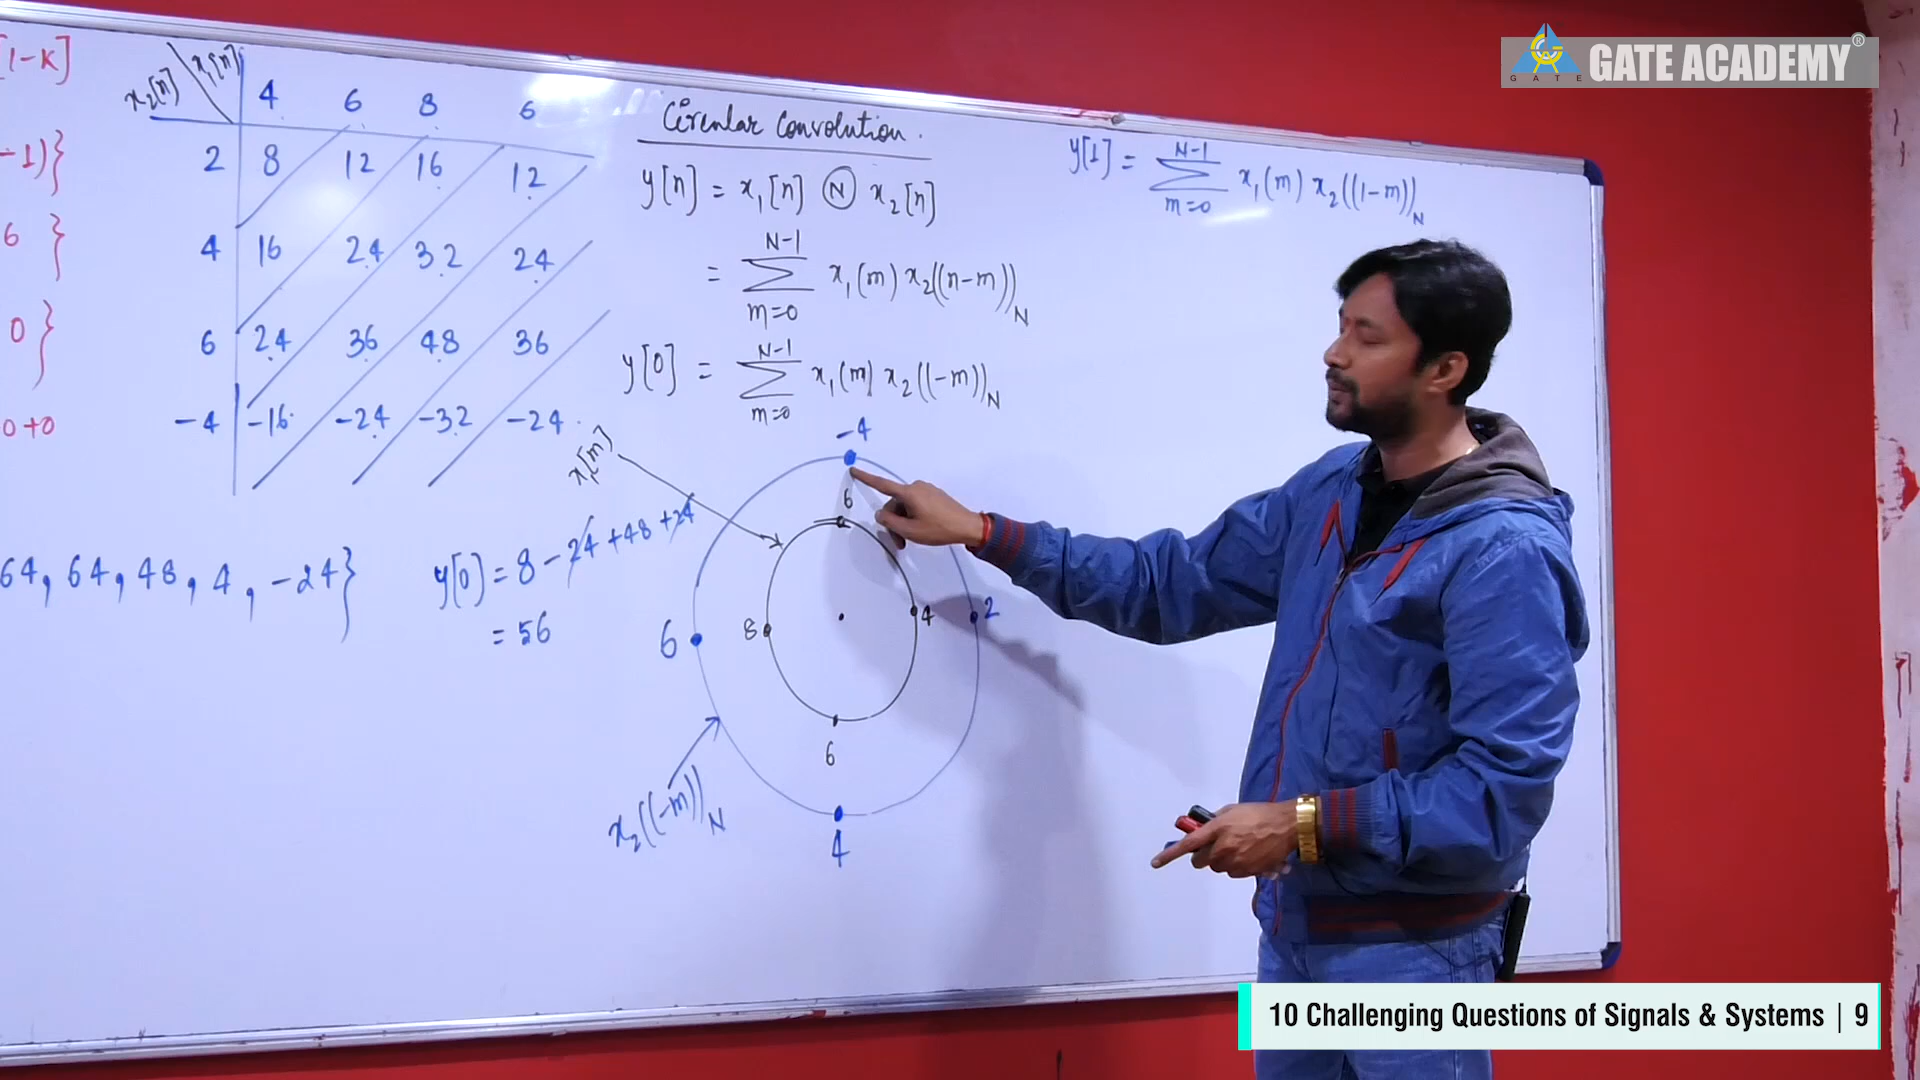 [1-K]
-1)}
6 }
0 }
0+0
64, 64, 48, 4, -24}
x₂[n] x₁[n] 4 6 8 6
2 8 12 16 12
4 16 24 32 24
6 24 36 48 36
-4 -16 -24 -32 -24
Circular Convolution.
y[n] = x₁[n] Ⓝ x₂[n]
= Σ_{m=0}^{N-1} x₁(m) x₂((n-m))_N
y[0] = Σ_{m=0}^{N-1} x₁(m) x₂((-m))_N
y[1] = Σ_{m=0}^{N-1} x₁(m) x₂((1-m))_N
x₁[m]
y[0] = 8 - 24 + 48 + 24
= 56
-4
6
6 8 4 2
6
4
x₂((-m))_N
GATE
GATE ACADEMY®
10 Challenging Questions of Signals & Systems | 9